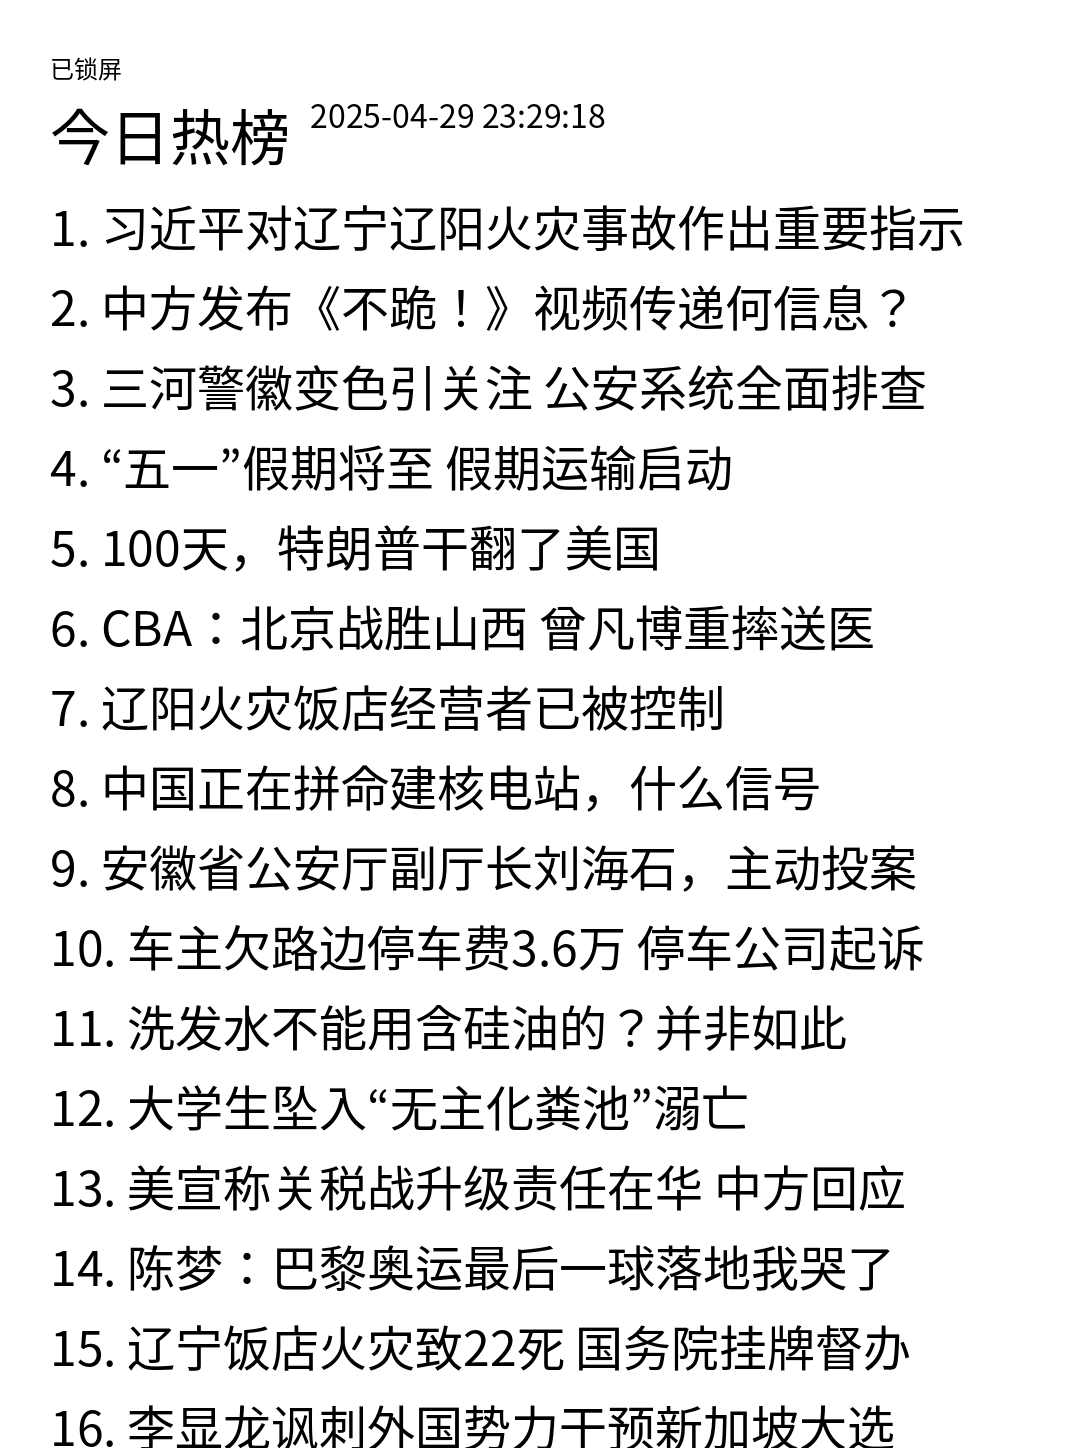 已锁屏
今日热榜 2025-04-29 23:29:18
1. 习近平对辽宁辽阳火灾事故作出重要指示
2. 中方发布《不跪！》视频传递何信息？
3. 三河警徽变色引关注 公安系统全面排查
4. “五一”假期将至 假期运输启动
5. 100天，特朗普干翻了美国
6. CBA：北京战胜山西 曾凡博重摔送医
7. 辽阳火灾饭店经营者已被控制
8. 中国正在拼命建核电站，什么信号
9. 安徽省公安厅副厅长刘海石，主动投案
10. 车主欠路边停车费3.6万 停车公司起诉
11. 洗发水不能用含硅油的？并非如此
12. 大学生坠入“无主化粪池”溺亡
13. 美宣称关税战升级责任在华 中方回应
14. 陈梦：巴黎奥运最后一球落地我哭了
15. 辽宁饭店火灾致22死 国务院挂牌督办
16. 李显龙讽刺外国势力干预新加坡大选